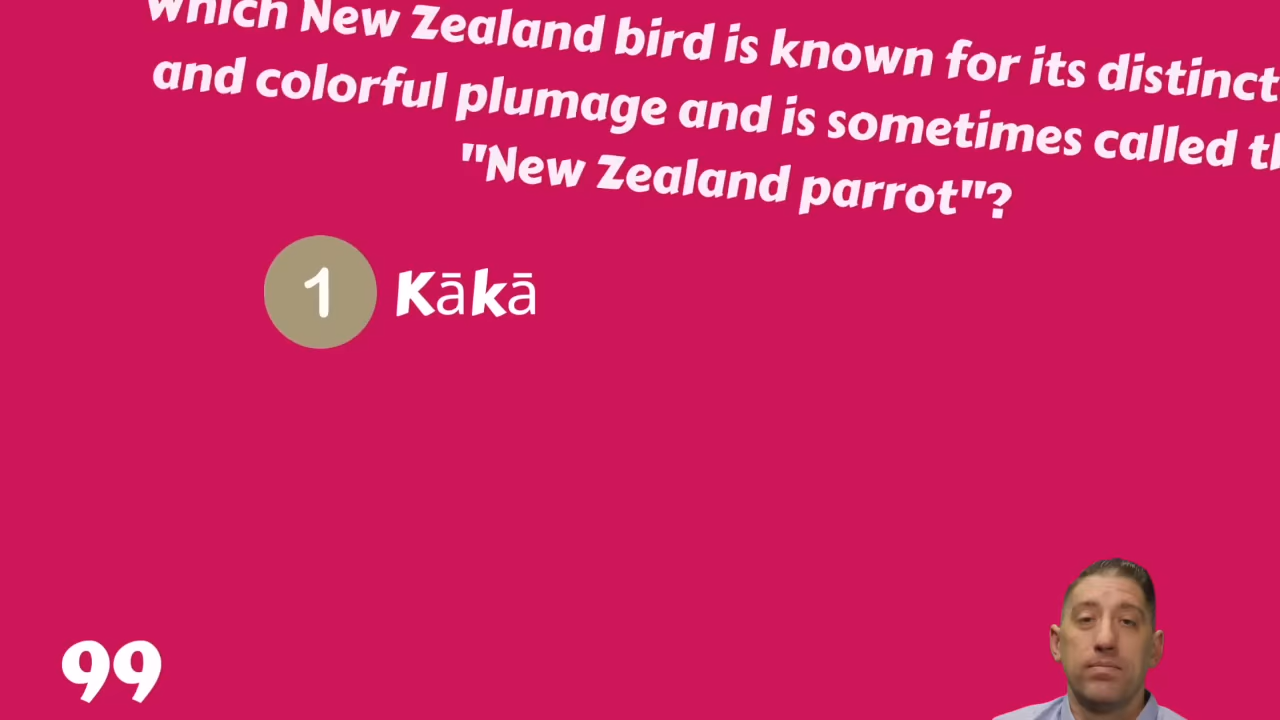 Which New Zealand bird is known for its distinct
and colorful plumage and is sometimes called
"New Zealand parrot"?
1 Kākā
99